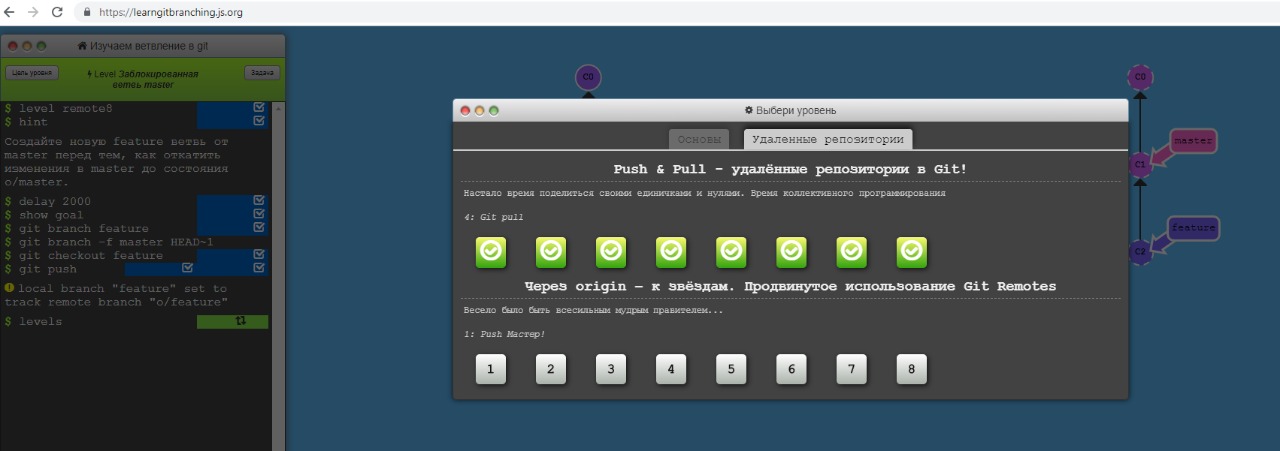 https://learngitbranching.js.org
Изучаем ветвление в git
Цель уровня
Level Заблокированная
ветвь master
Задача
$ level remote8
$ hint
Создайте новую feature ветвь от
master перед тем, как откатить
изменения в master до состояния
o/master.
$ delay 2000
$ show goal
$ git branch feature
$ git branch -f master HEAD~1
$ git checkout feature
$ git push
local branch "feature" set to
track remote branch "o/feature"
$ levels
C0
Выбери уровень
Основы
Удаленные репозитории
Push & Pull - удалённые репозитории в Git!
Настало время поделиться своими единичками и нулями. Время коллективного программирования
4: Git pull
Через origin – к звёздам. Продвинутое использование Git Remotes
Весело было быть всесильным мудрым правителем...
1: Push Мастер!
1 2 3 4 5 6 7 8
C0
master
C1
feature
C2